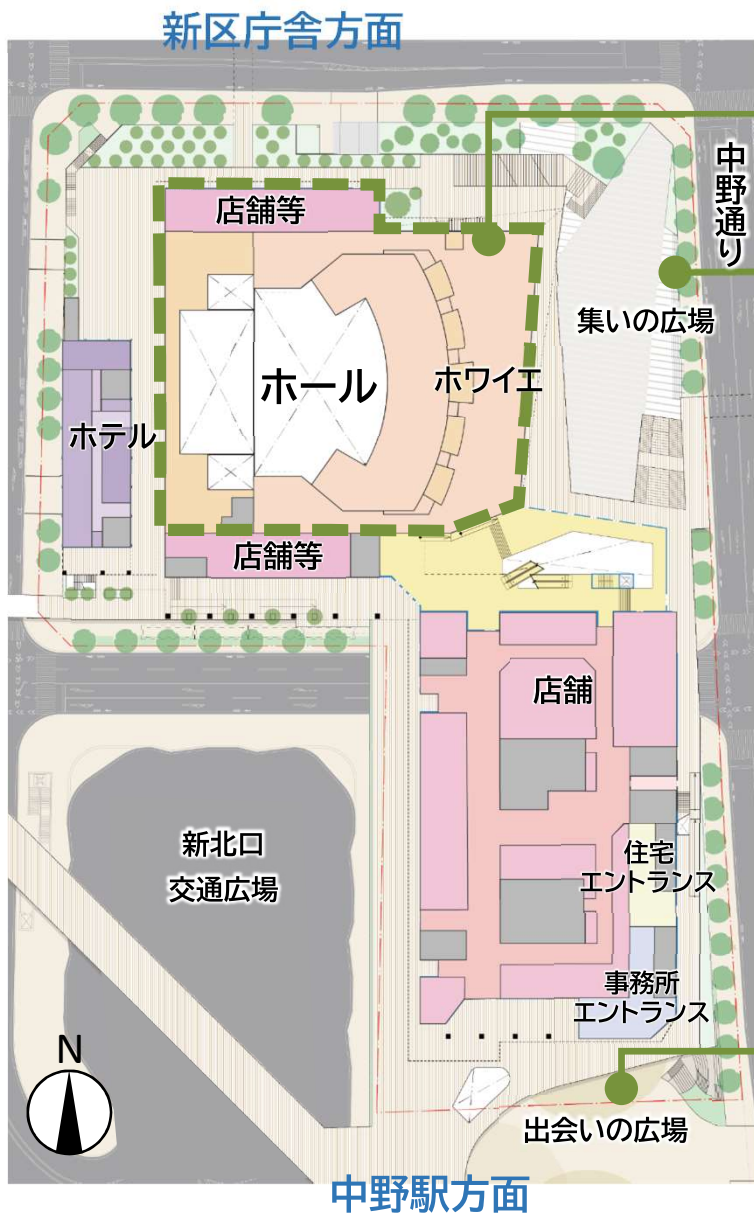 新区庁舎方面
中野通り
店舗等
集いの広場
ホール
ホワイエ
ホテル
店舗等
店舗
新北口
交通広場
住宅
エントランス
事務所
エントランス
N
出会いの広場
中野駅方面